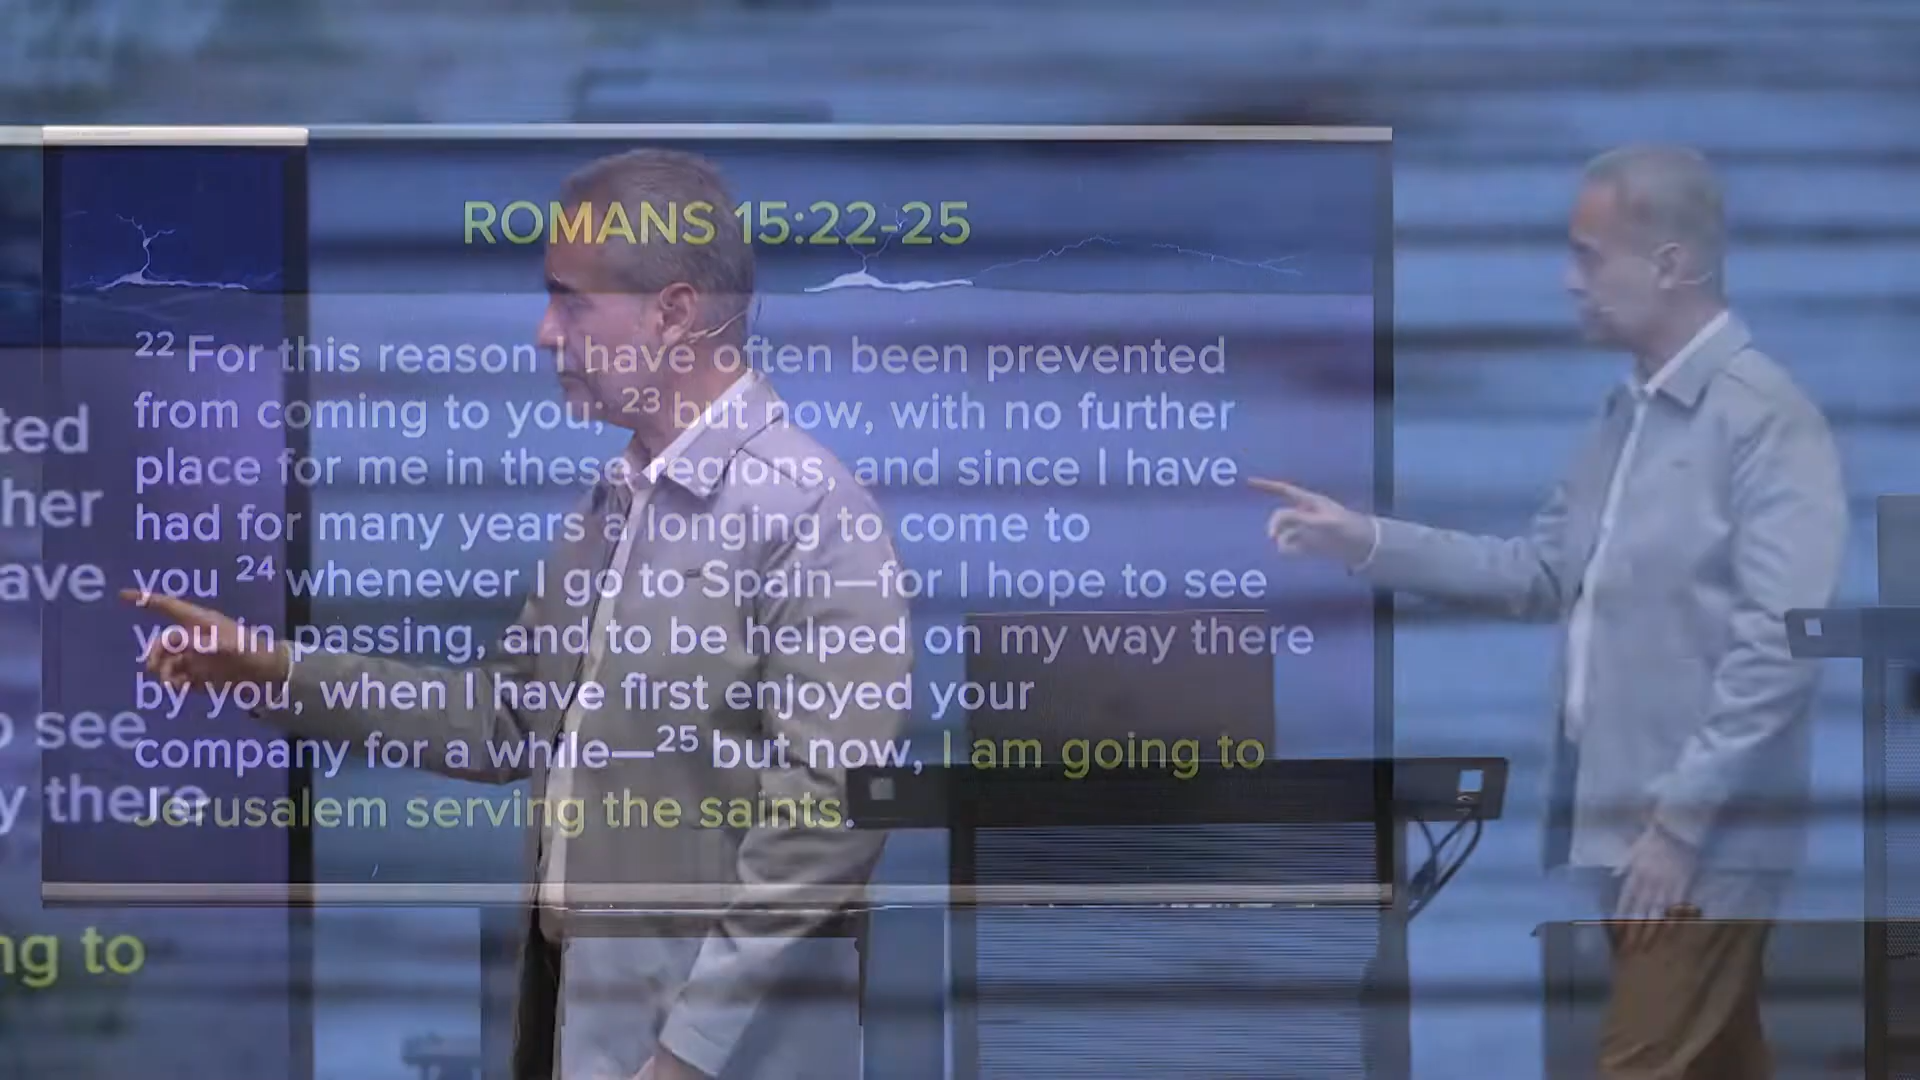 ROMANS 15:22-25
22 For this reason I have often been prevented
from coming to you; 23 but now, with no further
place for me in these regions, and since I have
had for many years a longing to come to
you 24 whenever I go to Spain—for I hope to see
you in passing, and to be helped on my way there
by you, when I have first enjoyed your
company for a while—25 but now, I am going to
Jerusalem serving the saints.
ted
her
ave
o see
y there
ng to